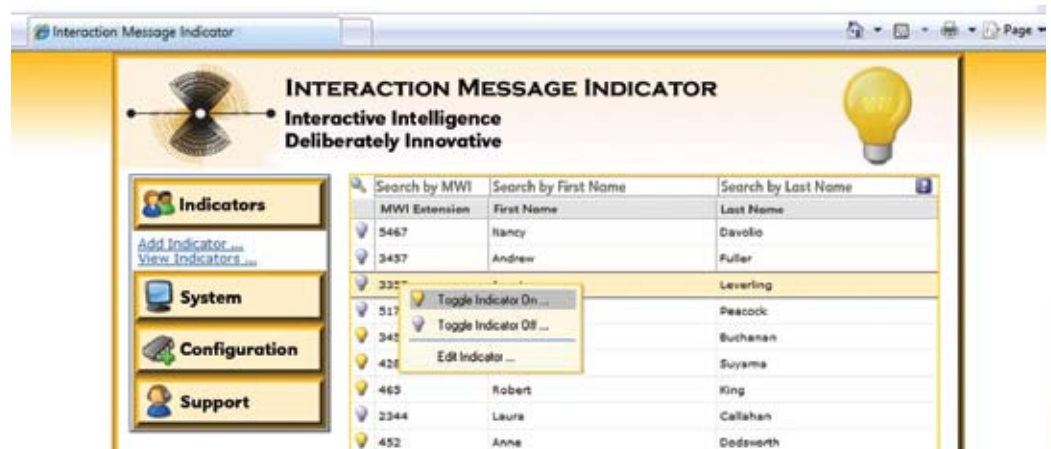 Interaction Message Indicator
Page
INTERACTION MESSAGE INDICATOR
Interactive Intelligence
Deliberately Innovative
Indicators
Add Indicator ...
View Indicators ...
System
Configuration
Support
Search by MWI Search by First Name Search by Last Name
MWI Extension First Name Last Name
5467 Nancy Davolio
3457 Andrew Fuller
Leverling
Peacock
Buchanan
Suyama
Toggle Indicator On ...
Toggle Indicator Off ...
Edit Indicator ...
465 Robert King
2344 Laura Callahan
452 Anne Dodsworth